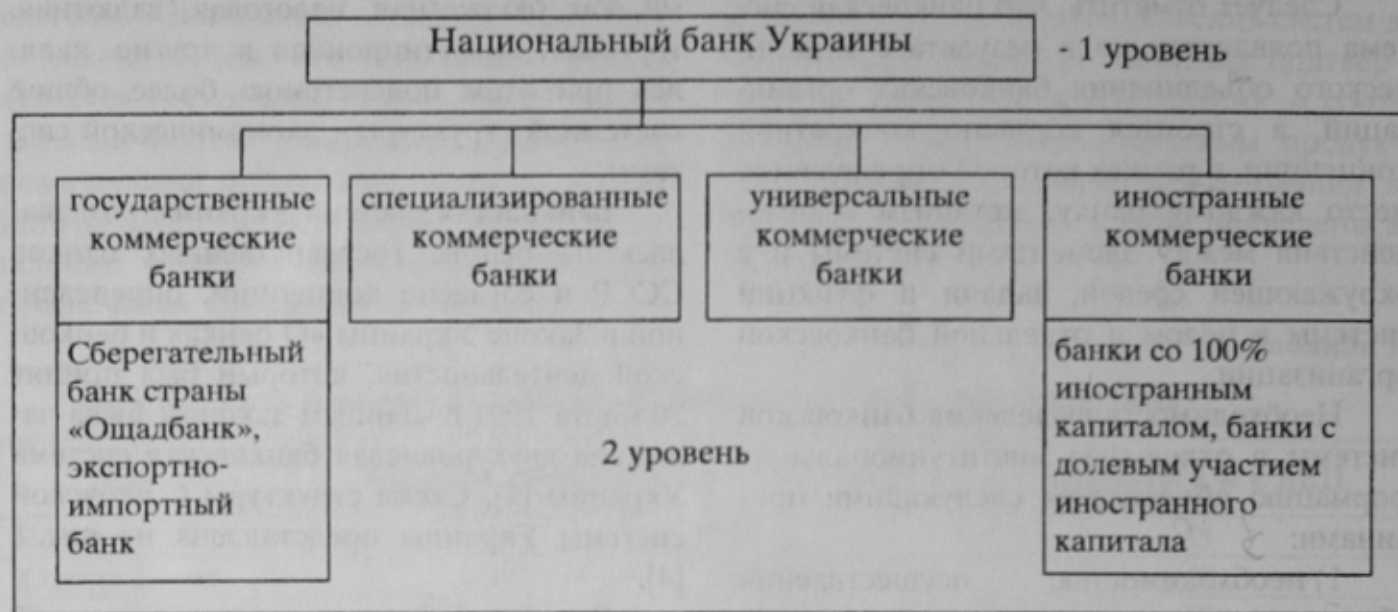 Национальный банк Украины
- 1 уровень
государственные
коммерческие
банки
специализированные
коммерческие
банки
универсальные
коммерческие
банки
иностранные
коммерческие
банки
Сберегательный
банк страны
«Ощадбанк»,
экспортно-
импортный
банк
2 уровень
банки со 100%
иностранным
капиталом, банки с
долевым участием
иностранного
капитала